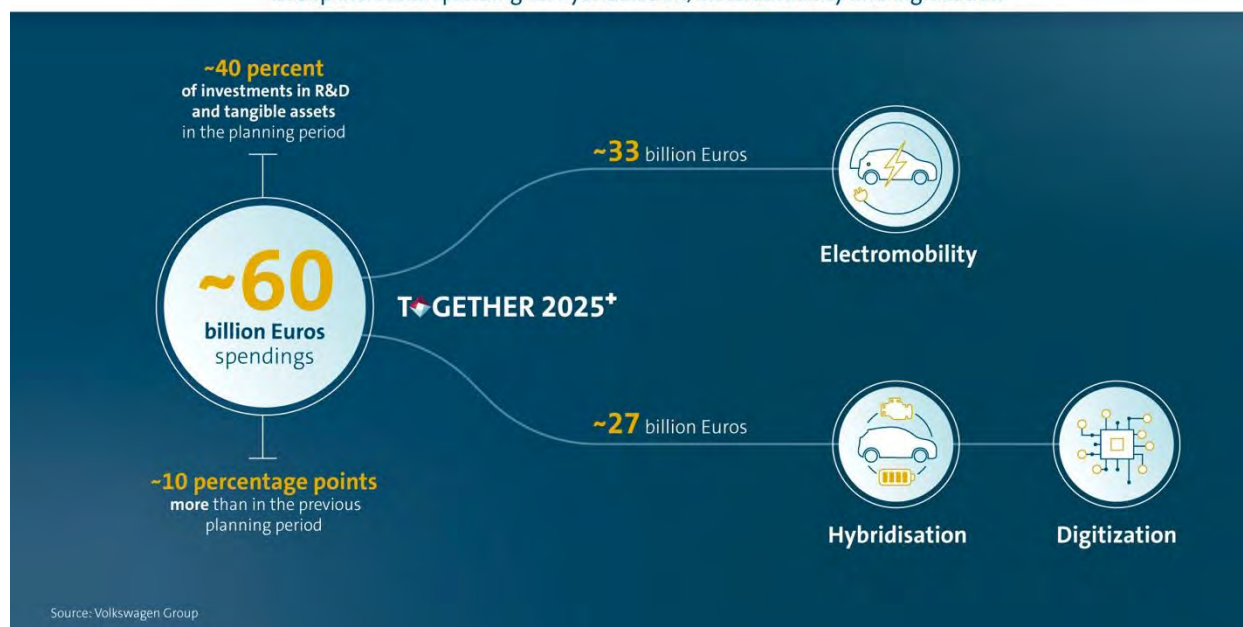 ~40 percent
of investments in R&D
and tangible assets
in the planning period
~33 billion Euros
Electromobility
~60
billion Euros
spendings
TOGETHER 2025+
~27 billion Euros
~10 percentage points
more than in the previous
planning period
Hybridisation
Digitization
Source: Volkswagen Group